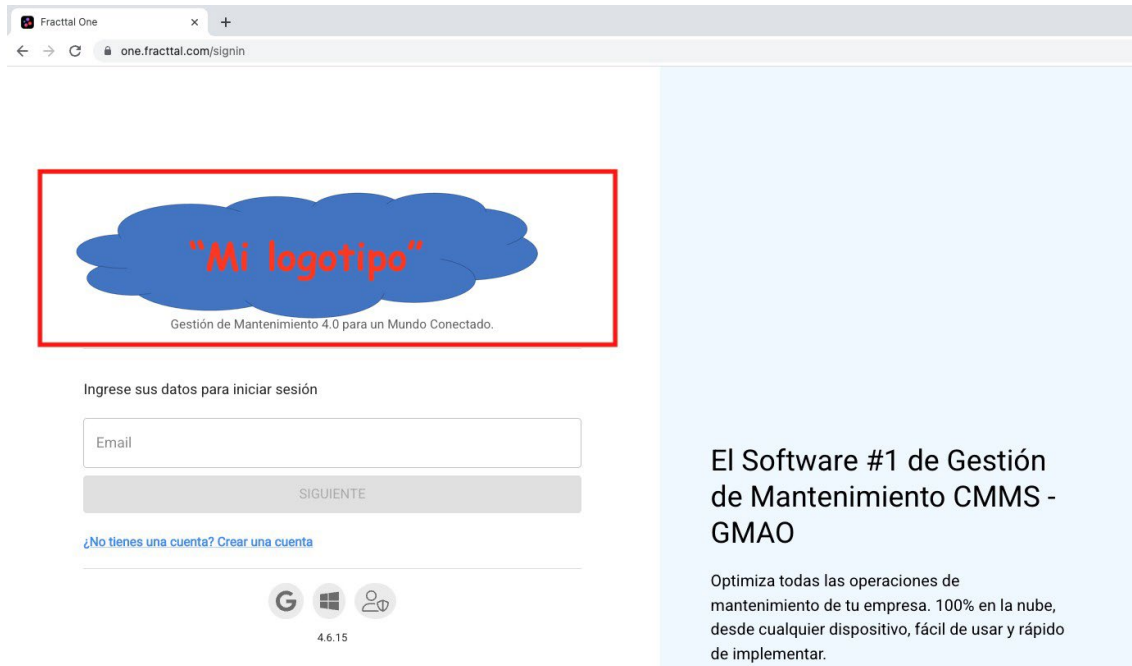 Fracttal One
one.fracttal.com/signin
“Mi logotipo”
Gestión de Mantenimiento 4.0 para un Mundo Conectado.
Ingrese sus datos para iniciar sesión
Email
SIGUIENTE
¿No tienes una cuenta? Crear una cuenta
G
4.6.15
El Software #1 de Gestión
de Mantenimiento CMMS -
GMAO
Optimiza todas las operaciones de
mantenimiento de tu empresa. 100% en la nube,
desde cualquier dispositivo, fácil de usar y rápido
de implementar.